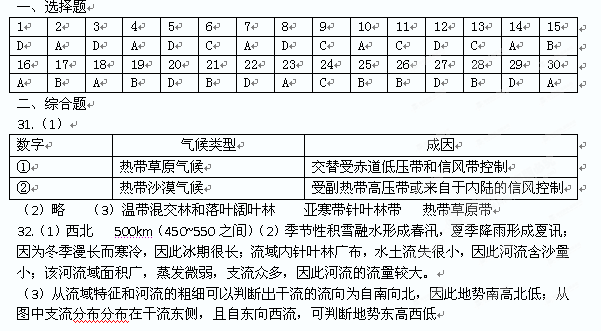 一、选择题
1 2 3 4 5 6 7 8 9 10 11 12 13 14 15
D A D A D C A D C A C D C A B
16 17 18 19 20 21 22 23 24 25 26 27 28 29 30
A B A D B D A C B B D B D A
二、综合题
31.（1）
数字 气候类型 成因
① 热带草原气候 交替受赤道低压带和信风带控制
② 热带沙漠气候 受副热带高压带或来自于内陆的信风控制
（2）略 （3）温带混交林和落叶阔叶林 亚寒带针叶林带 热带草原带
32.（1）西北 500km（450~550 之间）（2）季节性积雪融水形成春汛，夏季降雨形成夏汛；
因为冬季漫长而寒冷，因此冰期很长；流域内针叶林广布，水土流失很小，因此河流含沙量
小；该河流域面积广，蒸发微弱，支流众多，因此河流的流量较大。
（3）从流域特征和河流的粗细可以判断出干流的流向为自南向北，因此地势南高北低；从
图中支流分布分布在干流东侧，且自东向西流，可判断地势东高西低